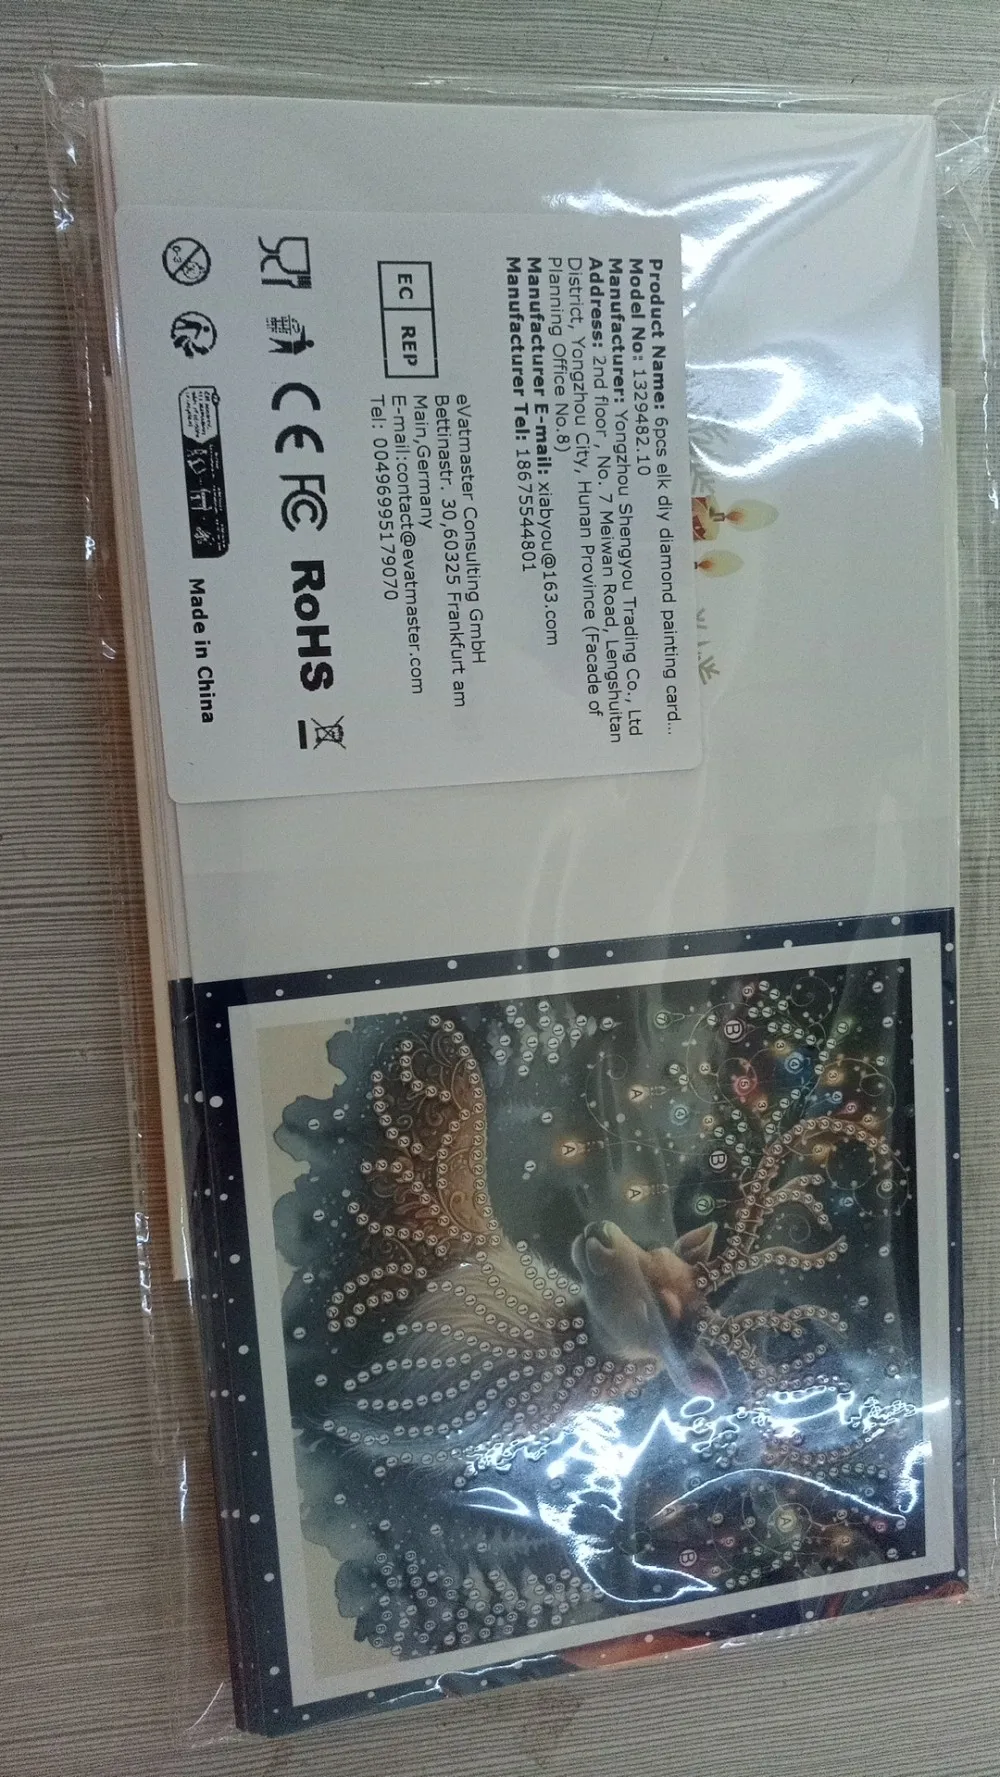 Product Name: 6pcs elk diy diamond painting card...
Model No: 1329482.10
Manufacturer: Yongzhou Shengyou Trading Co., Ltd
Address: 2nd floor , No. 7 Meiwan Road, Lengshuitan
District, Yongzhou City, Hunan Province (Facade of
Planning Office No.8)
Manufacturer E-mail: xiabyou@163.com
Manufacturer Tel: 18675544801
EC REP
eVatmaster Consulting GmbH
Bettinastr. 30,60325 Frankfurt am
Main,Germany
E-mail:contact@evatmaster.com
Tel: 00496995179070
CE FC RoHS
0-3
Made in China